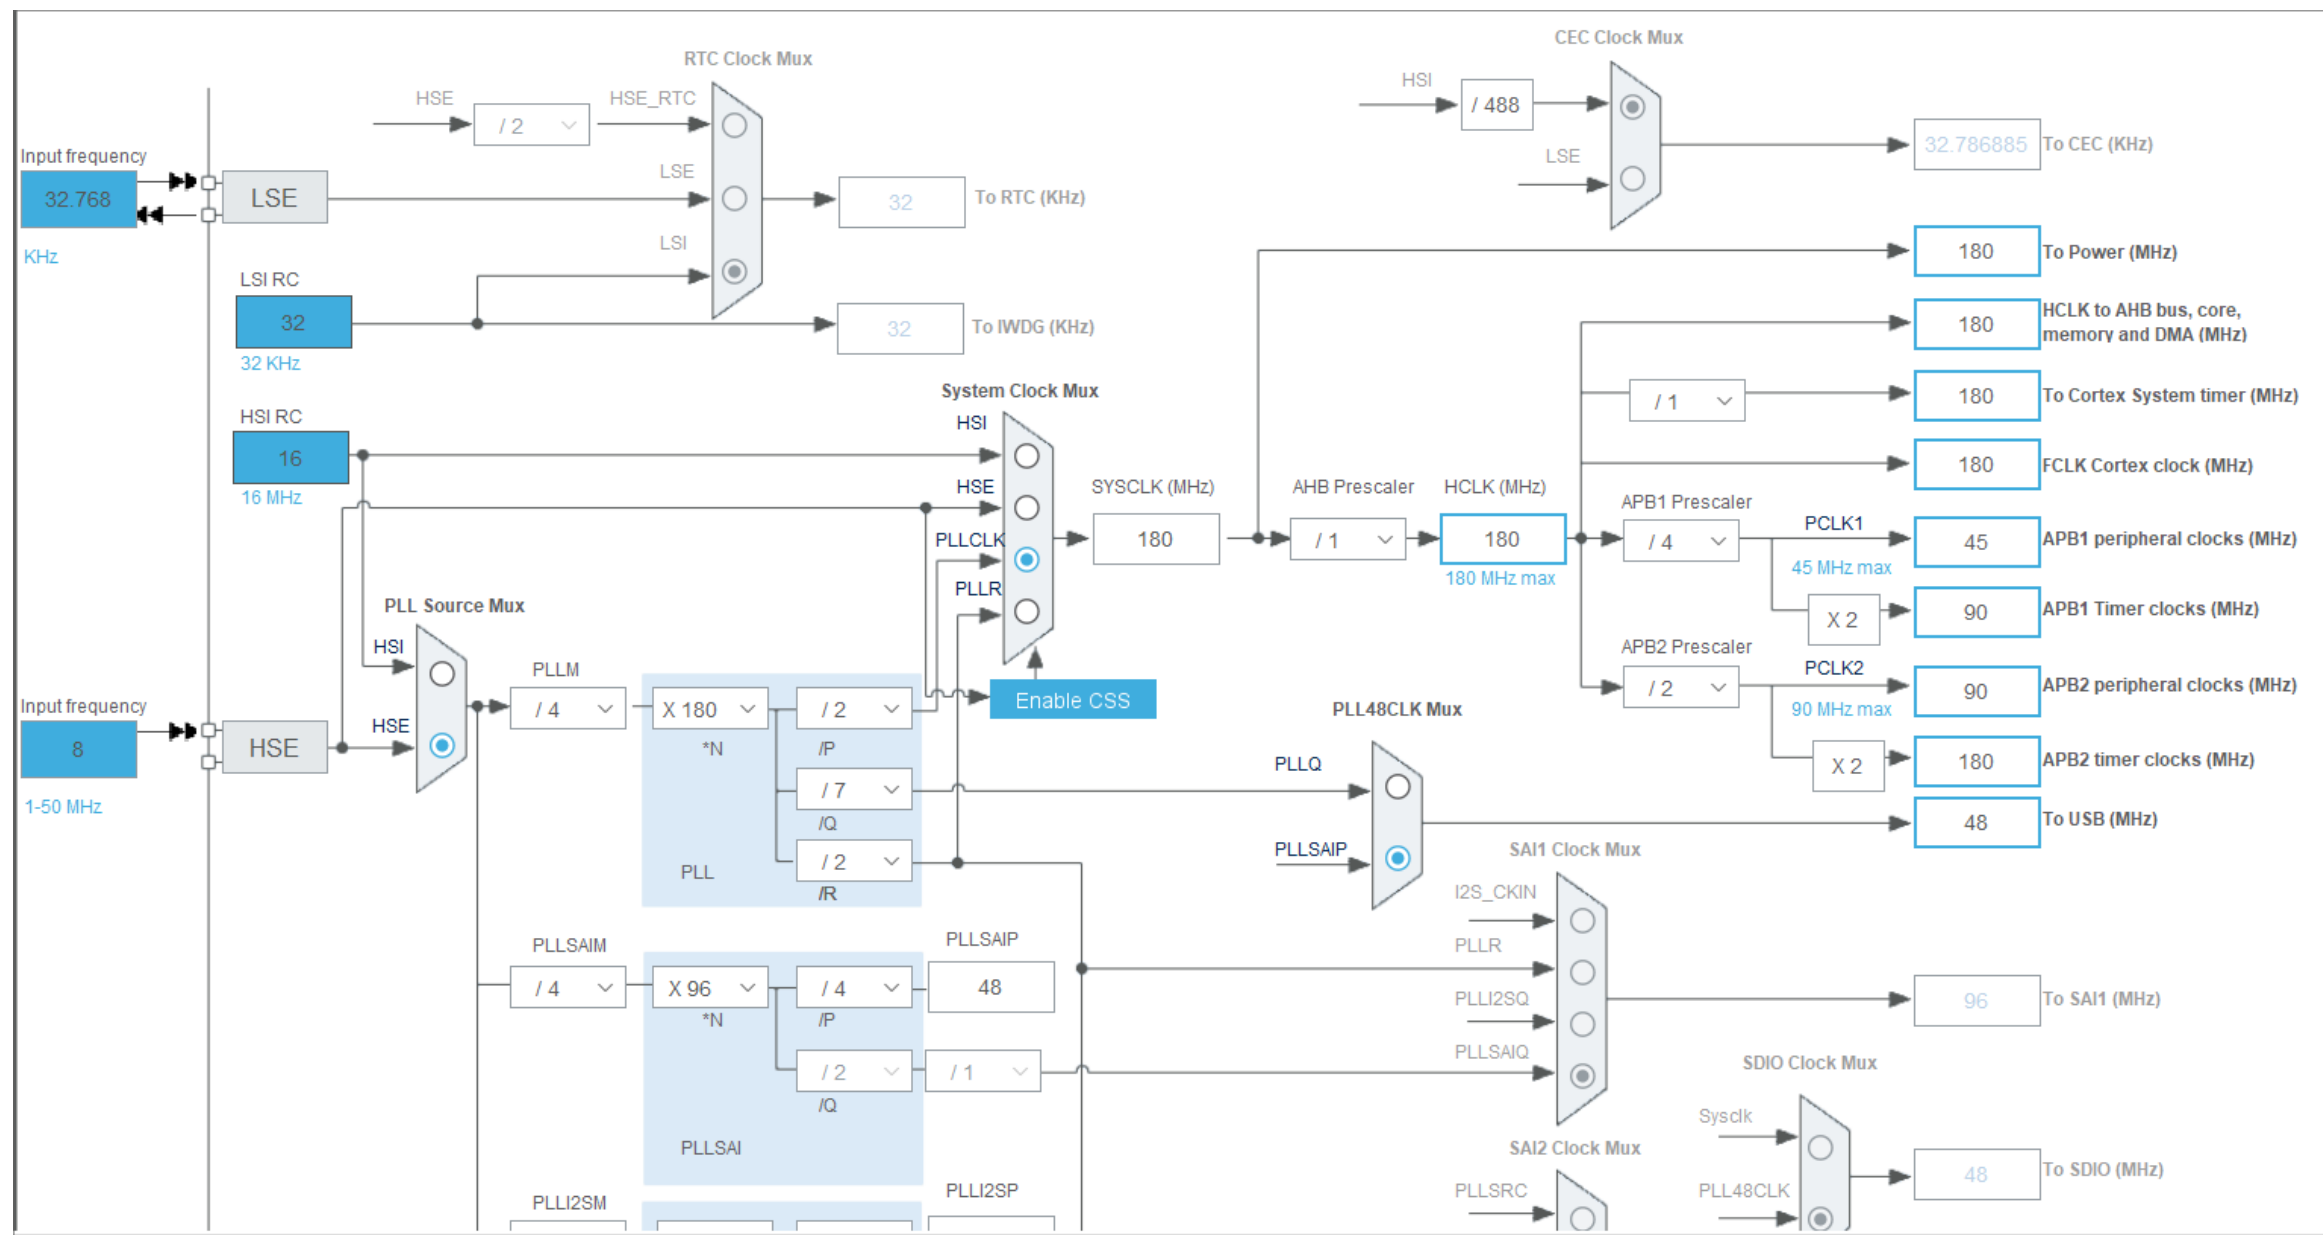 RTC Clock Mux
HSE
/ 2
HSE_RTC
LSE
LSI
Input frequency
32.768
KHz
LSE
32
To RTC (KHz)
LSI RC
32
32 KHz
32
To IWDG (KHz)
CEC Clock Mux
HSI
/ 488
LSE
32.786885
To CEC (KHz)
180
To Power (MHz)
180
HCLK to AHB bus, core,
memory and DMA (MHz)
/ 1
180
To Cortex System timer (MHz)
180
FCLK Cortex clock (MHz)
HSI RC
16
16 MHz
System Clock Mux
HSI
HSE
PLLCLK
PLLR
SYSCLK (MHz)
180
AHB Prescaler
/ 1
HCLK (MHz)
180
180 MHz max
APB1 Prescaler
/ 4
PCLK1
45 MHz max
45
APB1 peripheral clocks (MHz)
X 2
90
APB1 Timer clocks (MHz)
APB2 Prescaler
/ 2
PCLK2
90 MHz max
90
APB2 peripheral clocks (MHz)
X 2
180
APB2 timer clocks (MHz)
Enable CSS
PLL Source Mux
HSI
HSE
Input frequency
8
1-50 MHz
HSE
PLLM
/ 4
X 180
*N
/ 2
/P
/ 7
/Q
/ 2
/R
PLL
PLL48CLK Mux
PLLQ
PLLSAIP
48
To USB (MHz)
PLLSAIM
/ 4
X 96
*N
/ 4
/P
PLLSAIP
48
/ 2
/Q
/ 1
PLLSAI
SAI1 Clock Mux
I2S_CKIN
PLLR
PLLI2SQ
PLLSAIQ
96
To SAI1 (MHz)
SDIO Clock Mux
Sysclk
PLL48CLK
48
To SDIO (MHz)
SAI2 Clock Mux
PLLSRC
PLLI2SM
PLLI2SP